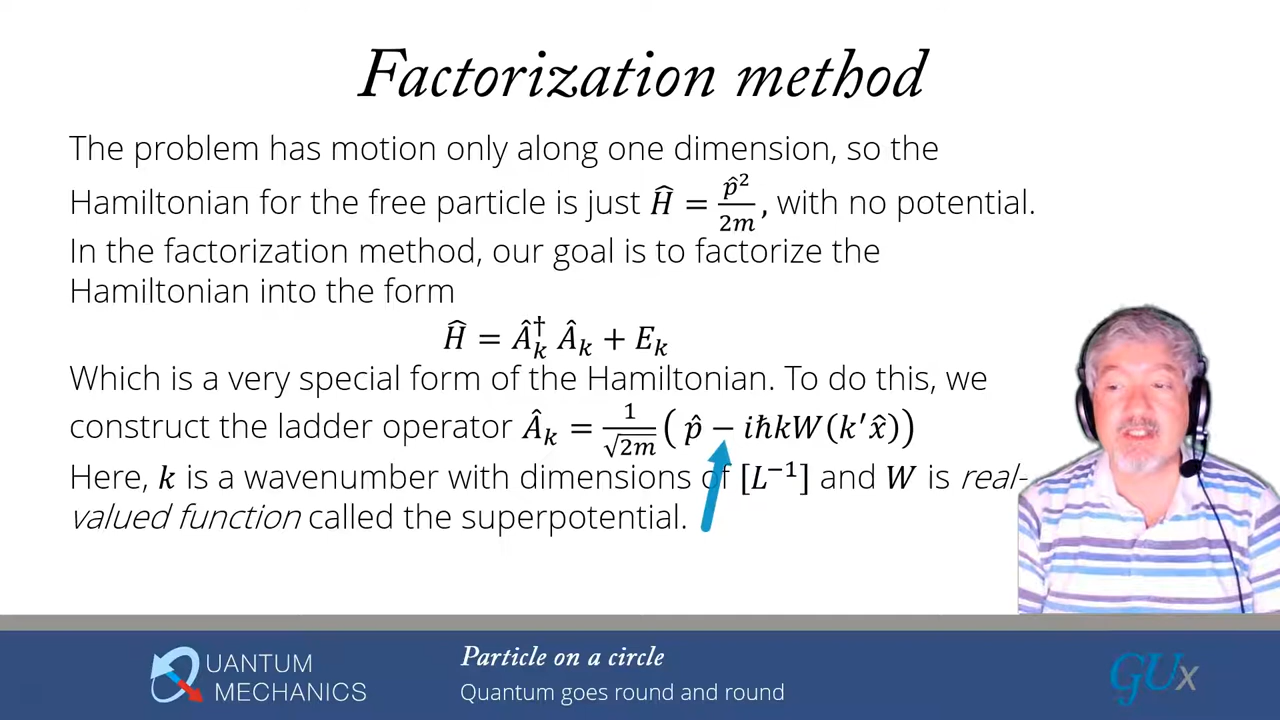 Factorization method
The problem has motion only along one dimension, so the
Hamiltonian for the free particle is just Ĥ = p̂²/2m, with no potential.
In the factorization method, our goal is to factorize the
Hamiltonian into the form
Ĥ = Â†ₖ Âₖ + Eₖ
Which is a very special form of the Hamiltonian. To do this, we
construct the ladder operator Âₖ = 1/√2m ( p̂ − iℏkW(k′x̂))
Here, k is a wavenumber with dimensions of [L⁻¹] and W is real-
valued function called the superpotential.
QUANTUM
MECHANICS
Particle on a circle
Quantum goes round and round
GUx